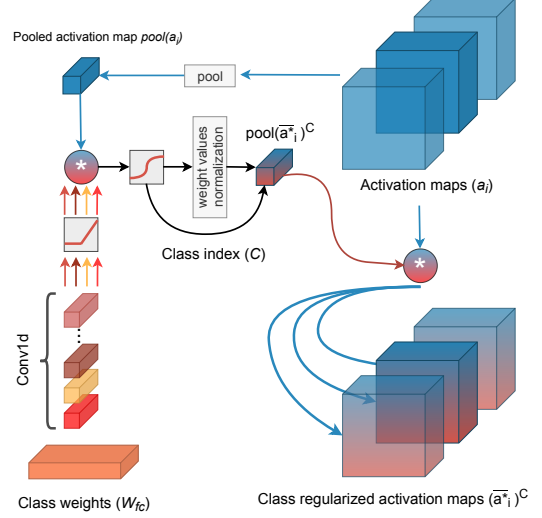 Pooled activation map pool(aᵢ)
pool
pool(a*ᵢ)ᶜ
weight values
normalization
Activation maps (aᵢ)
*
*
Class index (C)
Conv1d
Class weights (W_fc)
Class regularized activation maps (a*ᵢ)ᶜ